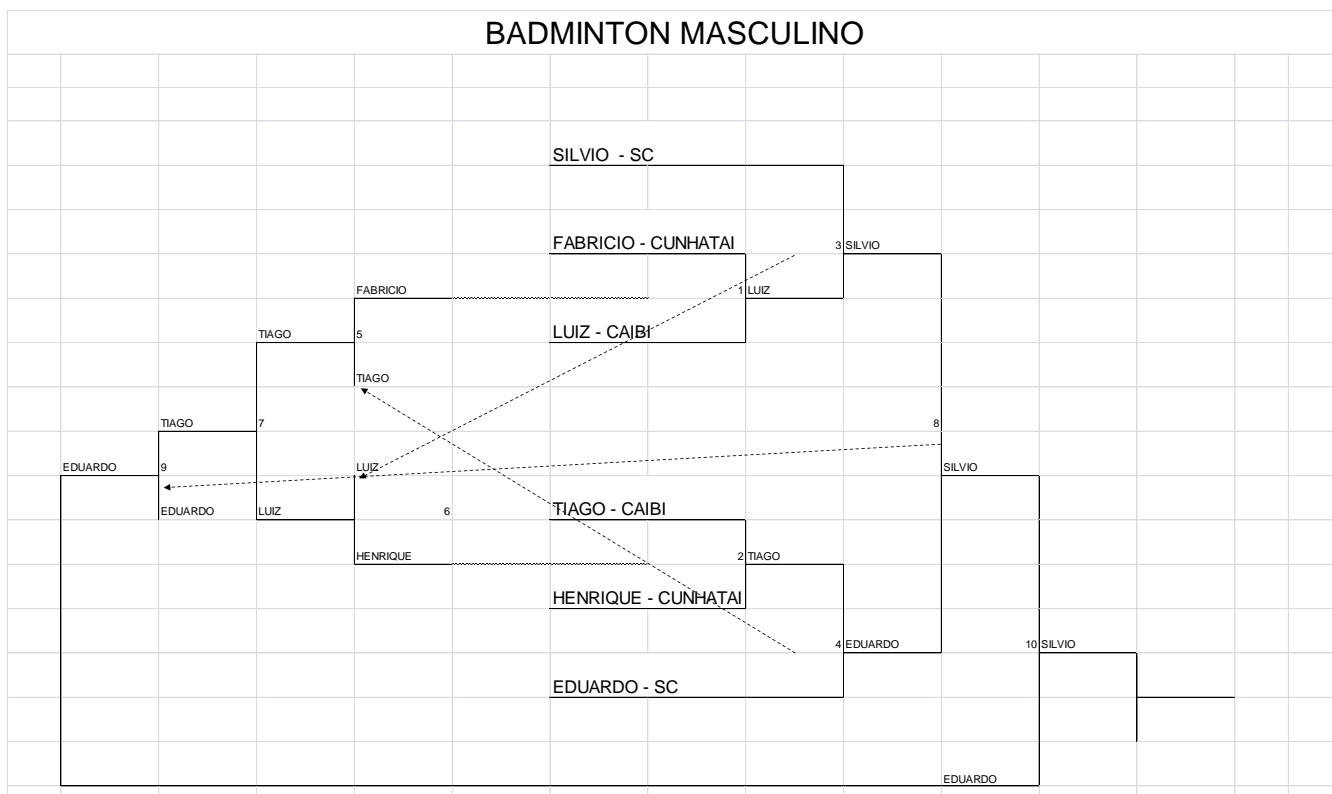 BADMINTON MASCULINO
SILVIO - SC
FABRICIO - CUNHATAI
3 SILVIO
FABRICIO
1 LUIZ
TIAGO
5
LUIZ - CAIBI
TIAGO
TIAGO
7
8
EDUARDO
9
LUIZ
SILVIO
EDUARDO
LUIZ
6
TIAGO - CAIBI
HENRIQUE
2 TIAGO
HENRIQUE - CUNHATAI
4 EDUARDO
10 SILVIO
EDUARDO - SC
EDUARDO